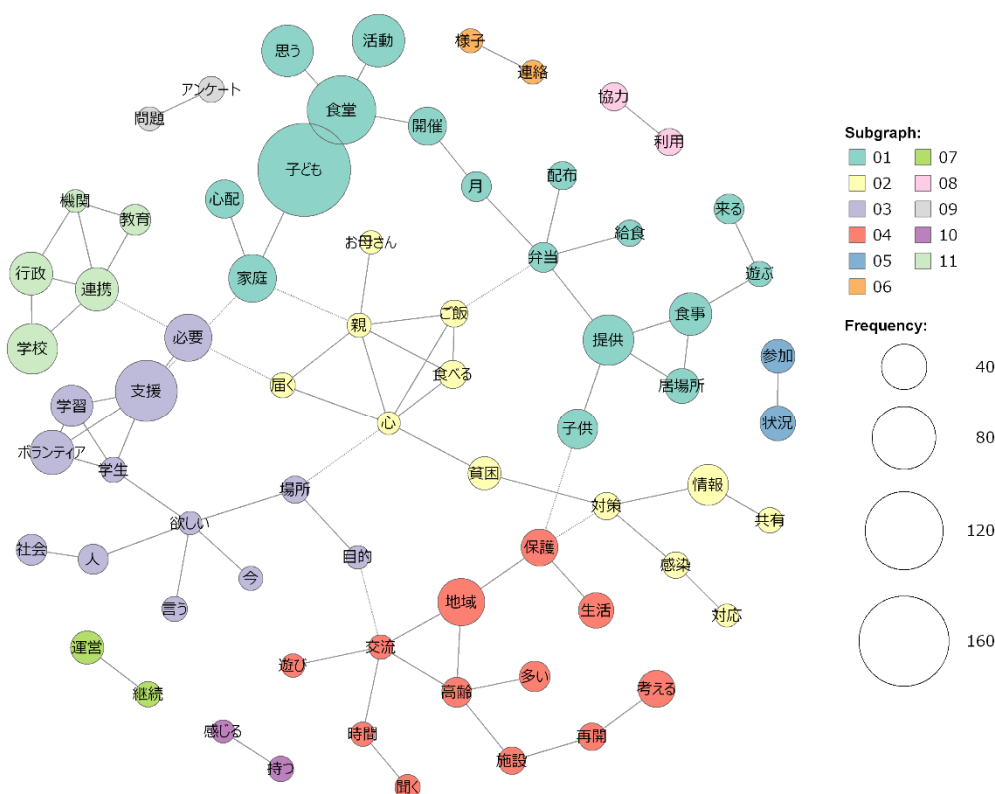 思う
活動
様子
連絡
アンケート
問題
食堂
開催
協力
利用
子ども
心配
月
配布
給食
来る
機関
教育
お母さん
弁当
遊ぶ
行政
連携
家庭
ご飯
食事
学校
必要
親
提供
参加
食べる
居場所
支援
届く
学習
心
子供
状況
ボランティア
学生
貧困
場所
情報
対策
共有
欲しい
社会
人
目的
保護
感染
今
言う
地域
生活
対応
運営
交流
遊び
継続
高齢
多い
考える
感じる
時間
再開
持つ
施設
聞く
Subgraph:
01 07
02 08
03 09
04 10
05 11
06
Frequency:
40
80
120
160